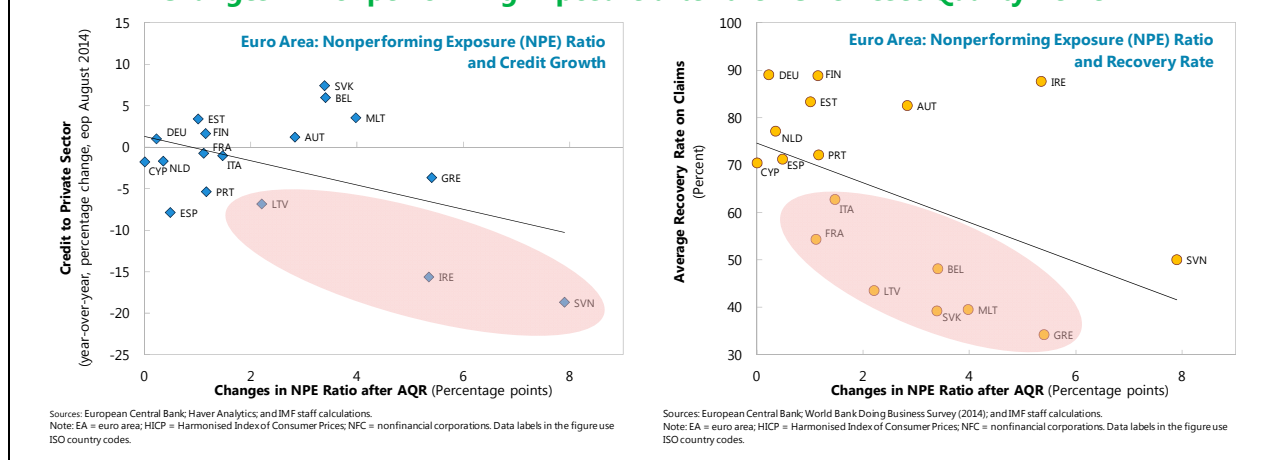 Euro Area: Nonperforming Exposure (NPE) Ratio
and Credit Growth
Credit to Private Sector
(year-over-year, percentage change, eop August 2014)
15
10
5
0
-5
-10
-15
-20
-25
SVK
BEL
MLT
EST
DEU
FIN
AUT
FRA
ITA
CYP
NLD
GRE
PRT
ESP
LTV
IRE
SVN
0
2
4
6
8
Changes in NPE Ratio after AQR (Percentage points)
Sources: European Central Bank; Haver Analytics; and IMF staff calculations.
Note: EA = euro area; HICP = Harmonised Index of Consumer Prices; NFC = nonfinancial corporations. Data labels in the figure use
ISO country codes.
Euro Area: Nonperforming Exposure (NPE) Ratio
and Recovery Rate
Average Recovery Rate on Claims
(Percent)
100
90
80
70
60
50
40
30
DEU
FIN
IRE
EST
AUT
NLD
PRT
ESP
CYP
ITA
FRA
BEL
SVN
LTV
SVK
MLT
GRE
0
2
4
6
8
Changes in NPE Ratio after AQR (Percentage points)
Sources: European Central Bank; World Bank Doing Business Survey (2014); and IMF staff calculations.
Note: EA = euro area; HICP = Harmonised Index of Consumer Prices; NFC = nonfinancial corporations. Data labels in the figure use
ISO country codes.